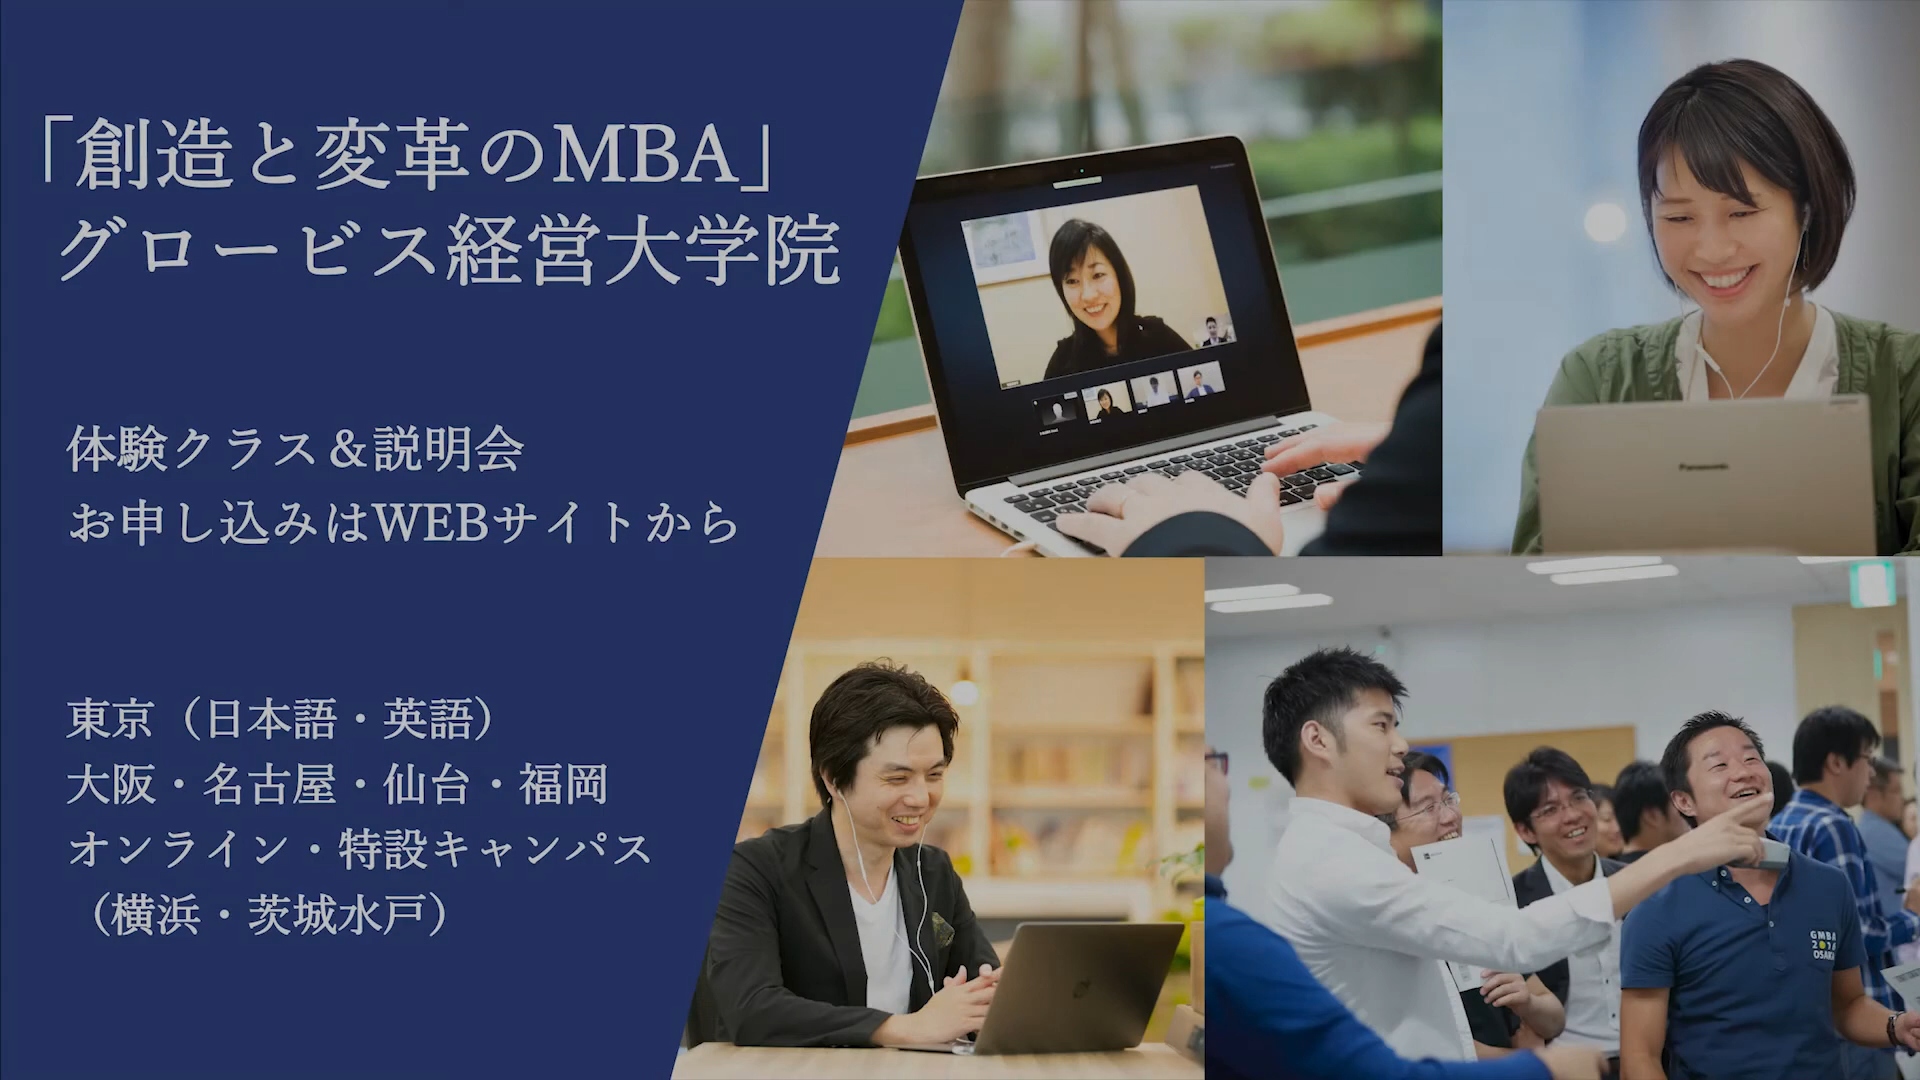 「創造と変革のMBA」
グロービス経営大学院
体験クラス＆説明会
お申し込みはWEBサイトから
東京（日本語・英語）
大阪・名古屋・仙台・福岡
オンライン・特設キャンパス
（横浜・茨城水戸）
Panasonic
GMBA
OSAKA